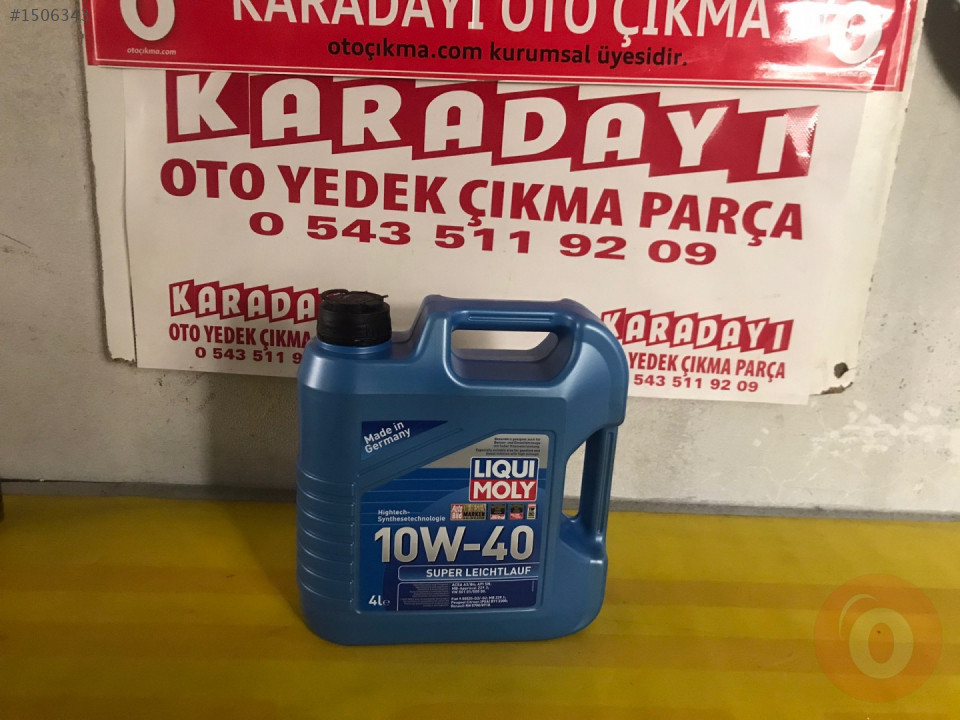 #1506343
KARADAYI OTO ÇIKMA
otoçıkma.com
otoçıkma.com kurumsal üyesidir.
KARADAYI
OTO YEDEK ÇIKMA PARÇA
0 543 511 92 09
KARADA
OTO YEDEK ÇIKMA
0 543 511 9
KARADAYI
YEDEK ÇIKMA PARÇA
543 511 92 09
Made in
Germany
LIQUI
MOLY
Hightech-
Synthesetechnologie
MARKEN
10W-40
SUPER LEICHTLAUF
4L e